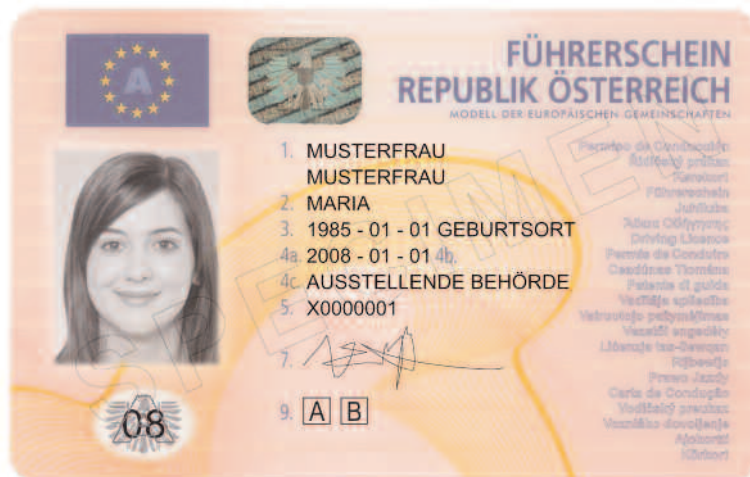 A
FÜHRERSCHEIN
REPUBLIK ÖSTERREICH
MODELL DER EUROPÄISCHEN GEMEINSCHAFTEN
1. MUSTERFRAU
MUSTERFRAU
2. MARIA
3. 1985 - 01 - 01 GEBURTSORT
4a. 2008 - 01 - 01 4b.
4c. AUSSTELLENDE BEHÖRDE
5. X0000001
7.
9. A B
08
SPECIMEN
Permiso de Conducción
Řidičský průkaz
Kørekort
Führerschein
Juhiluba
Άδεια Οδήγησης
Driving Licence
Permis de Conduire
Ceadúnas Tiomána
Patente di guida
Vadītāja apliecība
Vairuotojo pažymėjimas
Vezetői engedély
Liċenzja tas-Sewqan
Rijbewijs
Prawo Jazdy
Carta de Condução
Vodičský preukaz
Vozniško dovoljenje
Ajokortti
Körkort